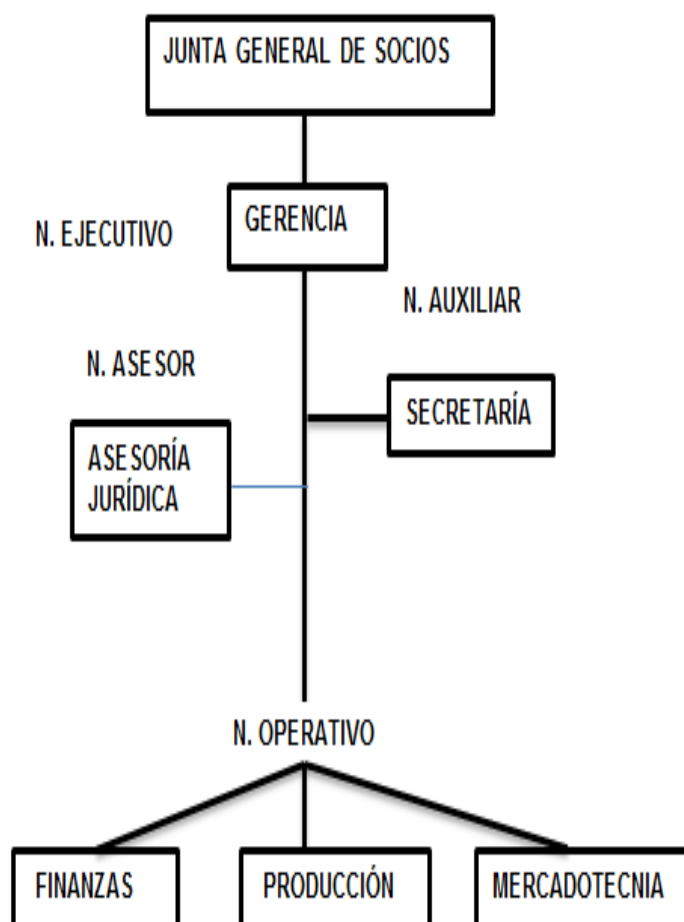 JUNTA GENERAL DE SOCIOS
GERENCIA
N. EJECUTIVO
N. AUXILIAR
N. ASESOR
SECRETARÍA
ASESORÍA
JURÍDICA
N. OPERATIVO
FINANZAS
PRODUCCIÓN
MERCADOTECNIA